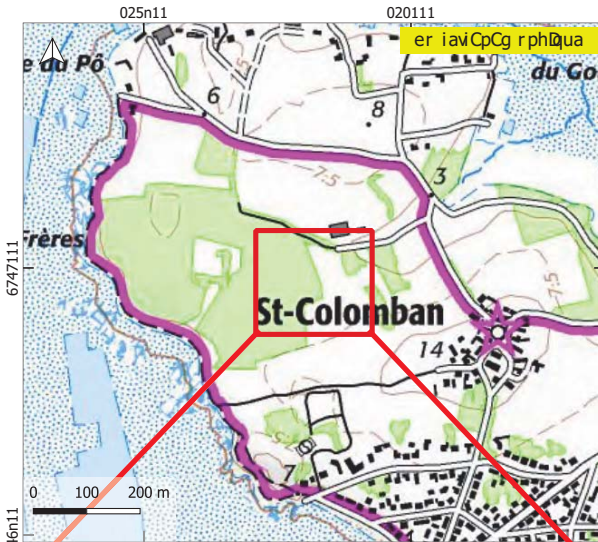 025n11 020111
er iaviCpCg rphDqua
e du Pô
du Go
6
8
7:5
3
Frères
6747111
7:5
St-Colomban
14
7
0 100 200 m